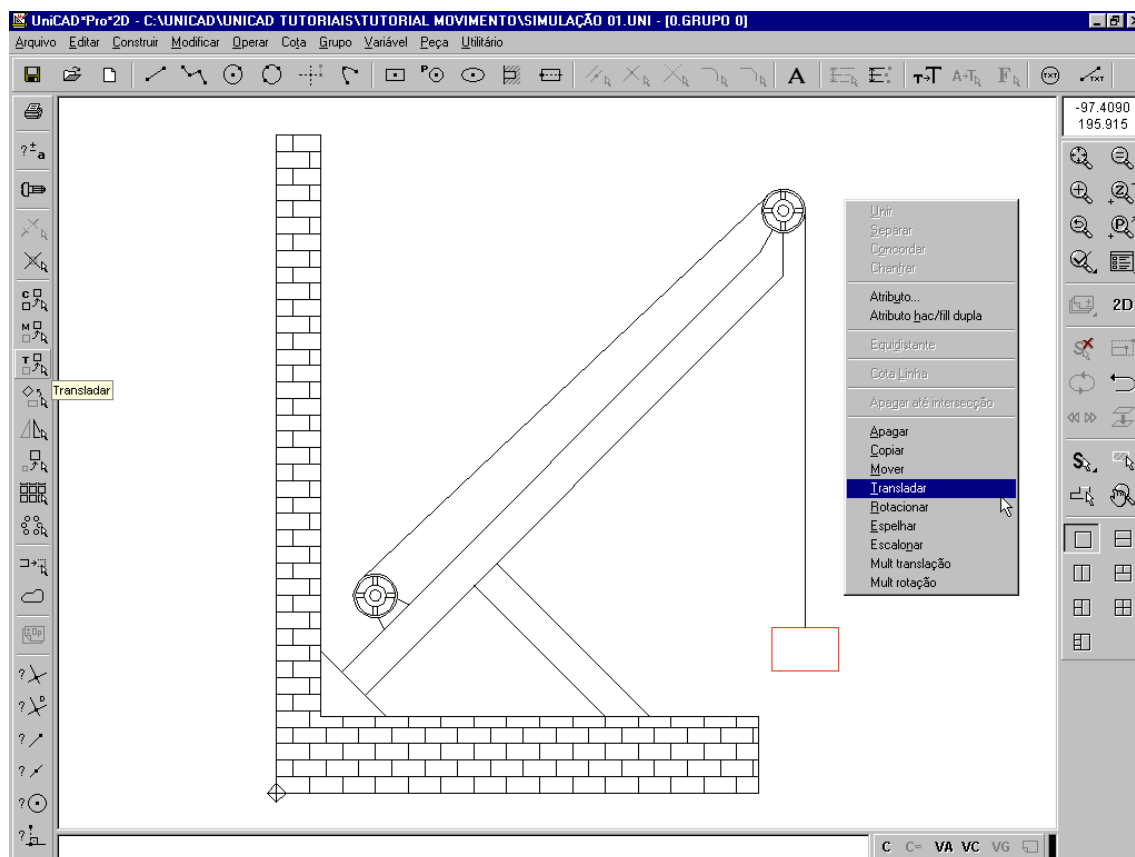 UniCAD*Pro*2D - C:\UNICAD\UNICAD TUTORIAIS\TUTORIAL MOVIMENTO\SIMULAÇÃO 01.UNI - [0.GRUPO 0]
Arquivo Editar Construir Modificar Operar Cota Grupo Variável Peça Utilitário
P A T→T A→T F TXT TXT
-97.4090
195.915
?±a
C
M
T
Transladar
Z
P
2D
S
S
Unir
Separar
Concordar
Chanfrar
Atributo...
Atributo hac/fill dupla
Equidistante
Cota Linha
Apagar até intersecção
Apagar
Copiar
Mover
Transladar
Rotacionar
Espelhar
Escalonar
Mult translação
Mult rotação
?
?
?
?
?
?
C C= VA VC VG